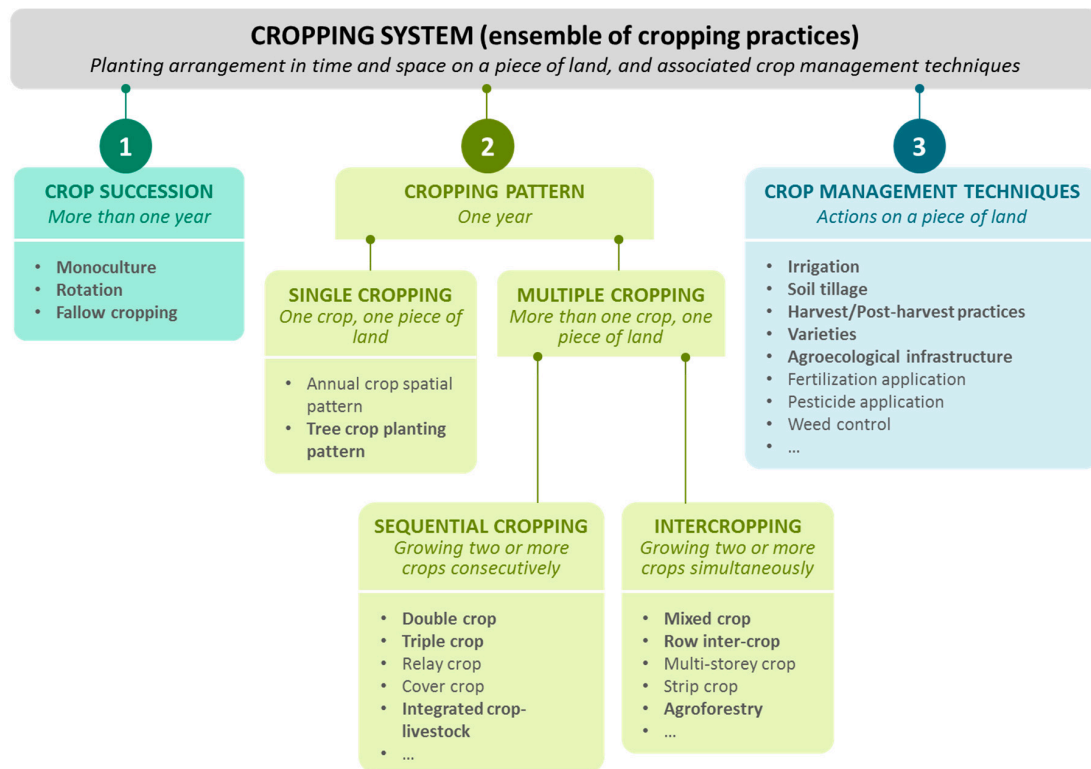 CROPPING SYSTEM (ensemble of cropping practices)
Planting arrangement in time and space on a piece of land, and associated crop management techniques
1
CROP SUCCESSION
More than one year
• Monoculture
• Rotation
• Fallow cropping
2
CROPPING PATTERN
One year
SINGLE CROPPING
One crop, one piece of
land
• Annual crop spatial
pattern
• Tree crop planting
pattern
MULTIPLE CROPPING
More than one crop, one
piece of land
SEQUENTIAL CROPPING
Growing two or more
crops consecutively
• Double crop
• Triple crop
• Relay crop
• Cover crop
• Integrated crop-
livestock
• ...
INTERCROPPING
Growing two or more
crops simultaneously
• Mixed crop
• Row inter-crop
• Multi-storey crop
• Strip crop
• Agroforestry
• ...
3
CROP MANAGEMENT TECHNIQUES
Actions on a piece of land
• Irrigation
• Soil tillage
• Harvest/Post-harvest practices
• Varieties
• Agroecological infrastructure
• Fertilization application
• Pesticide application
• Weed control
• ...